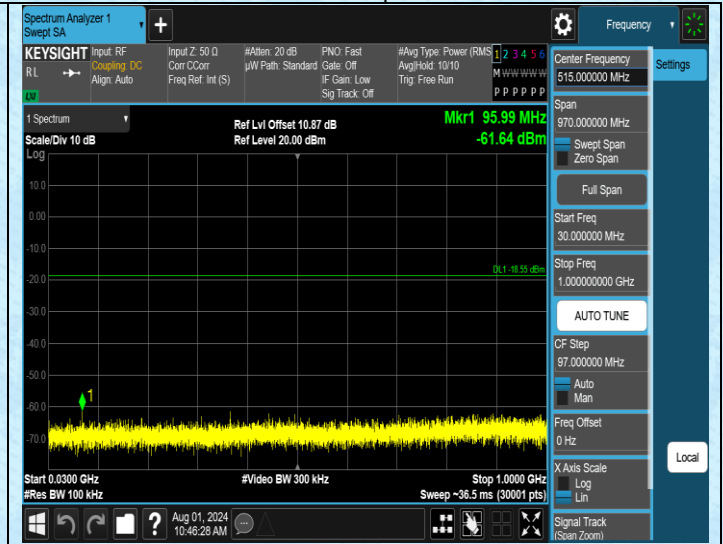 Spectrum Analyzer 1
Swept SA
Frequency
KEYSIGHT
RL
Input: RF
Coupling: DC
Align: Auto
Input Z: 50 Ω
Corr CCorr
Freq Ref: Int (S)
#Atten: 20 dB
µW Path: Standard
PNO: Fast
Gate: Off
IF Gain: Low
Sig Track: Off
#Avg Type: Power (RMS
Avg|Hold: 10/10
Trig: Free Run
1 2 3 4 5 6
M W W W W W
P P P P P P
1 Spectrum
Scale/Div 10 dB
Log
Ref Lvl Offset 10.87 dB
Ref Level 20.00 dBm
Mkr1 95.99 MHz
-61.64 dBm
10.0
0.00
-10.0
-20.0
-30.0
-40.0
-50.0
-60.0
-70.0
DL1 -18.55 dBm
1
Start 0.0300 GHz
#Res BW 100 kHz
#Video BW 300 kHz
Stop 1.0000 GHz
Sweep ~36.5 ms (30001 pts)
Aug 01, 2024
10:46:28 AM
Center Frequency
515.000000 MHz
Span
970.000000 MHz
Swept Span
Zero Span
Full Span
Start Freq
30.000000 MHz
Stop Freq
1.000000000 GHz
AUTO TUNE
CF Step
97.000000 MHz
Auto
Man
Freq Offset
0 Hz
X Axis Scale
Log
Lin
Signal Track
(Span Zoom)
Settings
Local